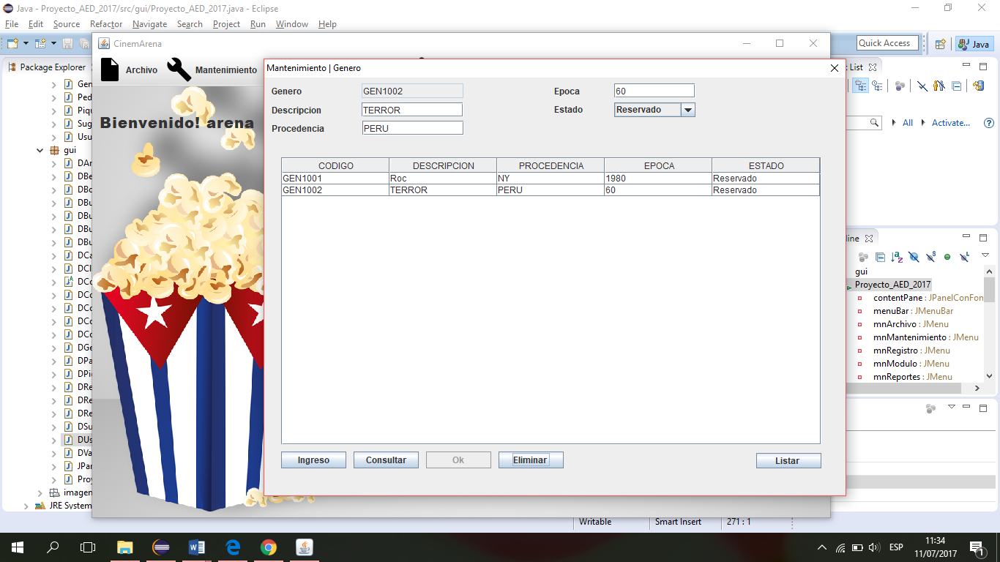 Java - Proyecto_AED_2017/src/gui/Proyecto_AED_2017.java - Eclipse
File Edit Source Refactor Navigate Search Project Run Window Help
Quick Access
Java
Package Explorer
Gen
Ped
Piqu
Sug
Usu
gui
DAr
DBe
DBo
DBu
DBu
DBu
DBu
DCa
DCl
DCo
DCo
DCo
DCo
DCo
DGe
DPa
DPi
DRe
DRe
DRe
DSu
DUs
DVa
JPar
Proy
imagen
JRE System
CinemArena
Archivo
Mantenimiento
Bienvenido! arena
Mantenimiento | Genero
Genero GEN1002 Epoca 60
Descripcion TERROR Estado Reservado
Procedencia PERU
CODIGO DESCRIPCION PROCEDENCIA EPOCA ESTADO
GEN1001 Roc NY 1980 Reservado
GEN1002 TERROR PERU 60 Reservado
Ingreso Consultar Ok Eliminar Listar
List
All Activate...
line
gui
Proyecto_AED_2017
contentPane : JPanelConFon
menuBar : JMenuBar
mnArchivo : JMenu
mnMantenimiento : JMenu
mnRegistro : JMenu
mnModulo : JMenu
mnReportes : JMenu
Writable Smart Insert 271 : 1
ESP
11:34
11/07/2017
1